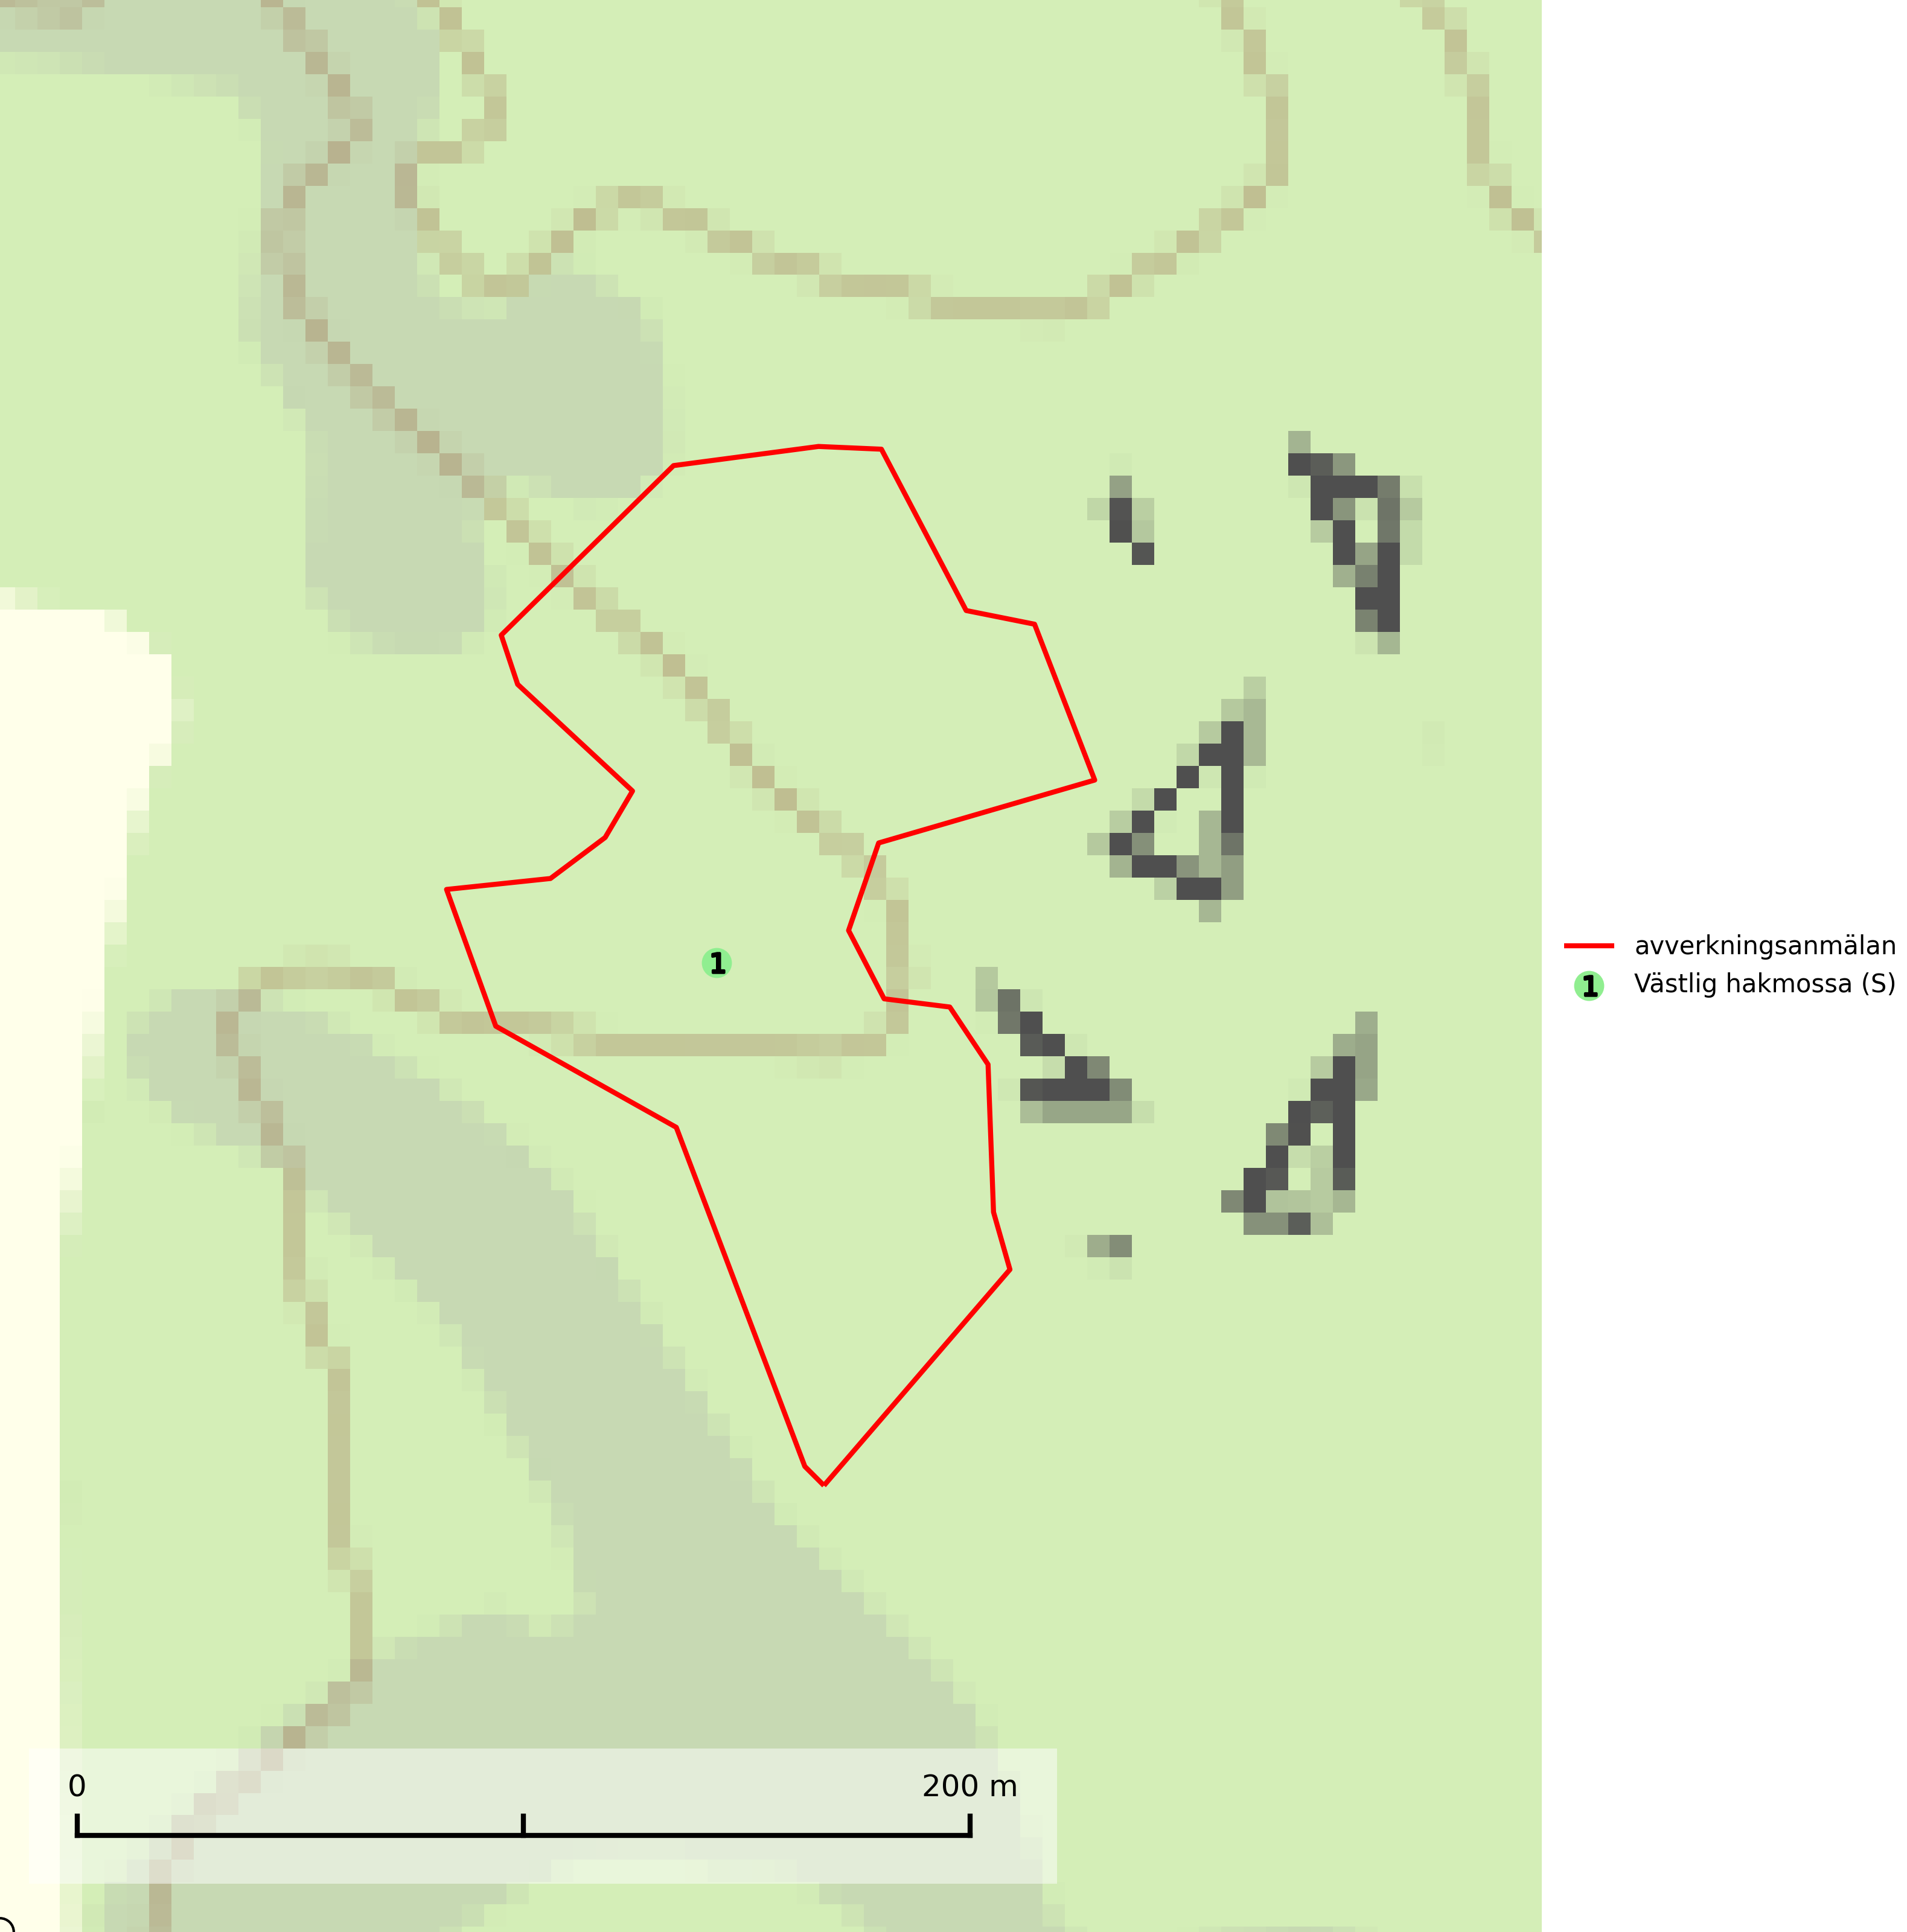 1
avverkningsanmälan
1 Västlig hakmossa (S)
0 200 m